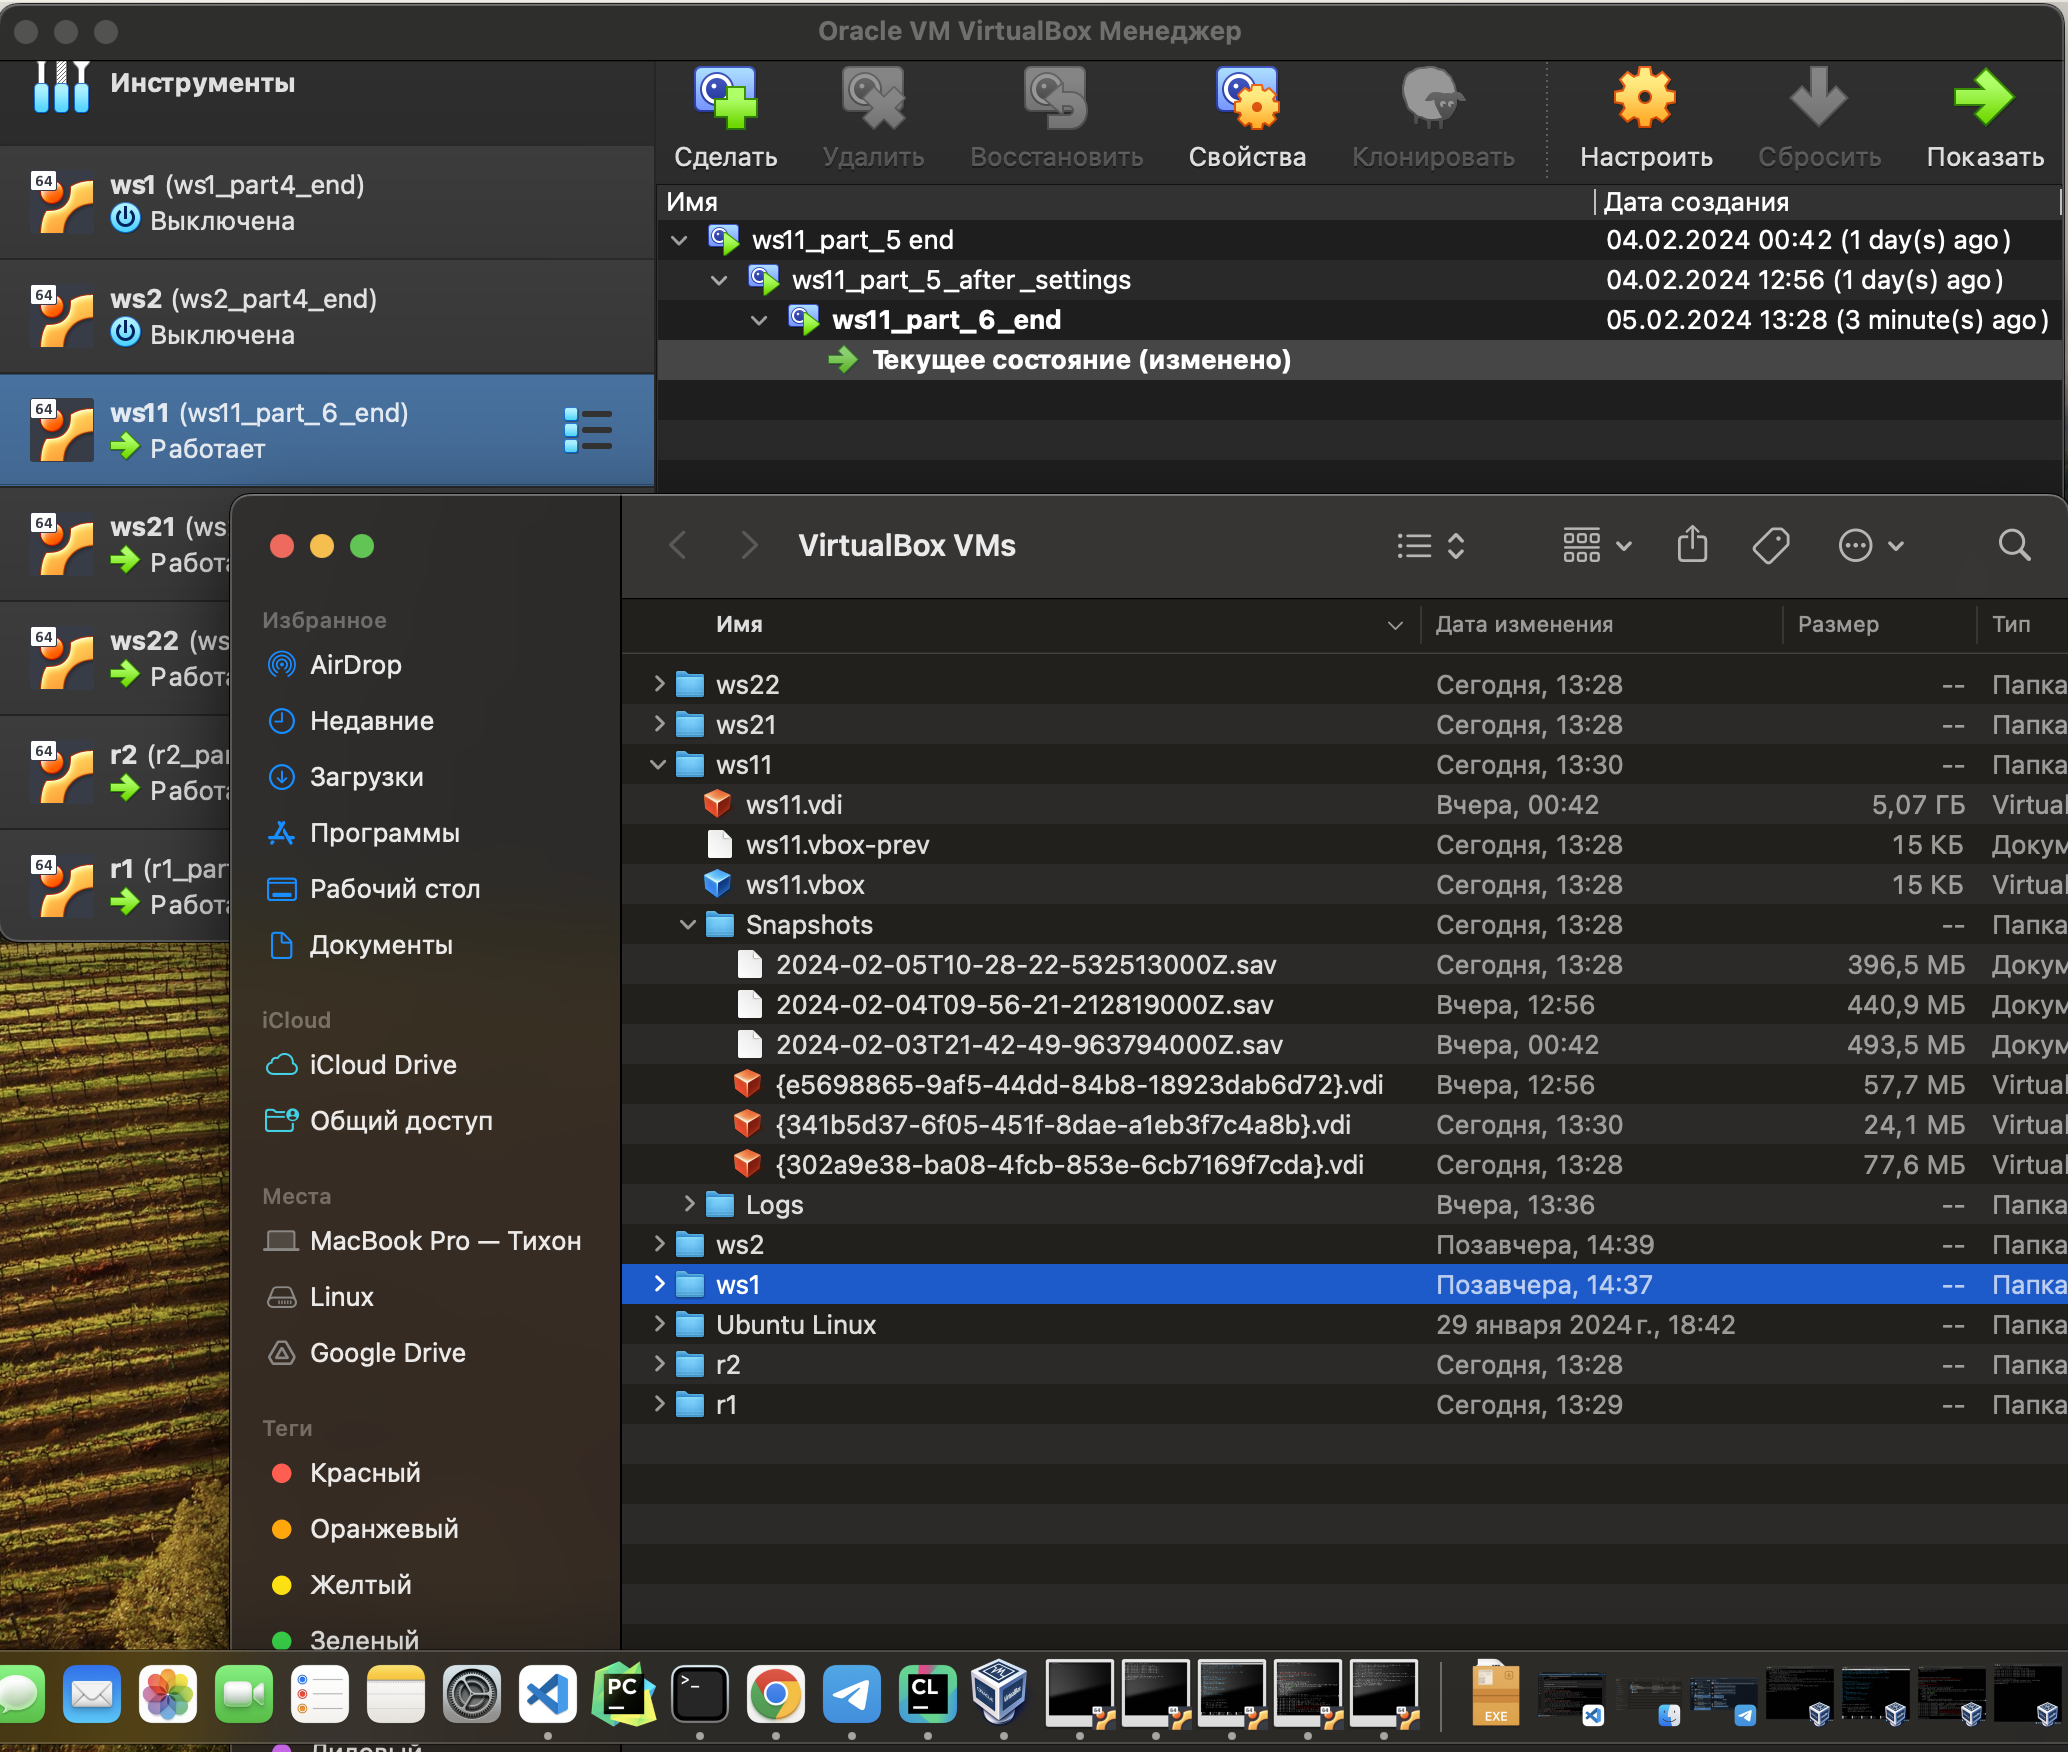 Oracle VM VirtualBox Менеджер
Инструменты
Сделать
Удалить
Восстановить
Свойства
Клонировать
Настроить
Сбросить
Показать
64
ws1 (ws1_part4_end)
Выключена
64
ws2 (ws2_part4_end)
Выключена
64
ws11 (ws11_part_6_end)
Работает
64
ws21 (ws
Работа
64
ws22 (ws
Работа
64
r2 (r2_pa
Работа
64
r1 (r1_par
Работа
Имя Дата создания
ws11_part_5 end 04.02.2024 00:42 (1 day(s) ago)
ws11_part_5_after_settings 04.02.2024 12:56 (1 day(s) ago)
ws11_part_6_end 05.02.2024 13:28 (3 minute(s) ago)
Текущее состояние (изменено)
VirtualBox VMs
Избранное
AirDrop
Недавние
Загрузки
Программы
Рабочий стол
Документы
iCloud
iCloud Drive
Общий доступ
Места
MacBook Pro — Тихон
Linux
Google Drive
Теги
Красный
Оранжевый
Желтый
Зеленый
Имя Дата изменения Размер Тип
ws22 Сегодня, 13:28 -- Папка
ws21 Сегодня, 13:28 -- Папка
ws11 Сегодня, 13:30 -- Папка
ws11.vdi Вчера, 00:42 5,07 ГБ Virtual
ws11.vbox-prev Сегодня, 13:28 15 КБ Докум
ws11.vbox Сегодня, 13:28 15 КБ Virtual
Snapshots Сегодня, 13:28 -- Папка
2024-02-05T10-28-22-532513000Z.sav Сегодня, 13:28 396,5 МБ Докум
2024-02-04T09-56-21-212819000Z.sav Вчера, 12:56 440,9 МБ Докум
2024-02-03T21-42-49-963794000Z.sav Вчера, 00:42 493,5 МБ Докум
{e5698865-9af5-44dd-84b8-18923dab6d72}.vdi Вчера, 12:56 57,7 МБ Virtual
{341b5d37-6f05-451f-8dae-a1eb3f7c4a8b}.vdi Сегодня, 13:30 24,1 МБ Virtual
{302a9e38-ba08-4fcb-853e-6cb7169f7cda}.vdi Сегодня, 13:28 77,6 МБ Virtual
Logs Вчера, 13:36 -- Папка
ws2 Позавчера, 14:39 -- Папка
ws1 Позавчера, 14:37 -- Папка
Ubuntu Linux 29 января 2024 г., 18:42 -- Папка
r2 Сегодня, 13:28 -- Папка
r1 Сегодня, 13:29 -- Папка
PC
CL
EXE